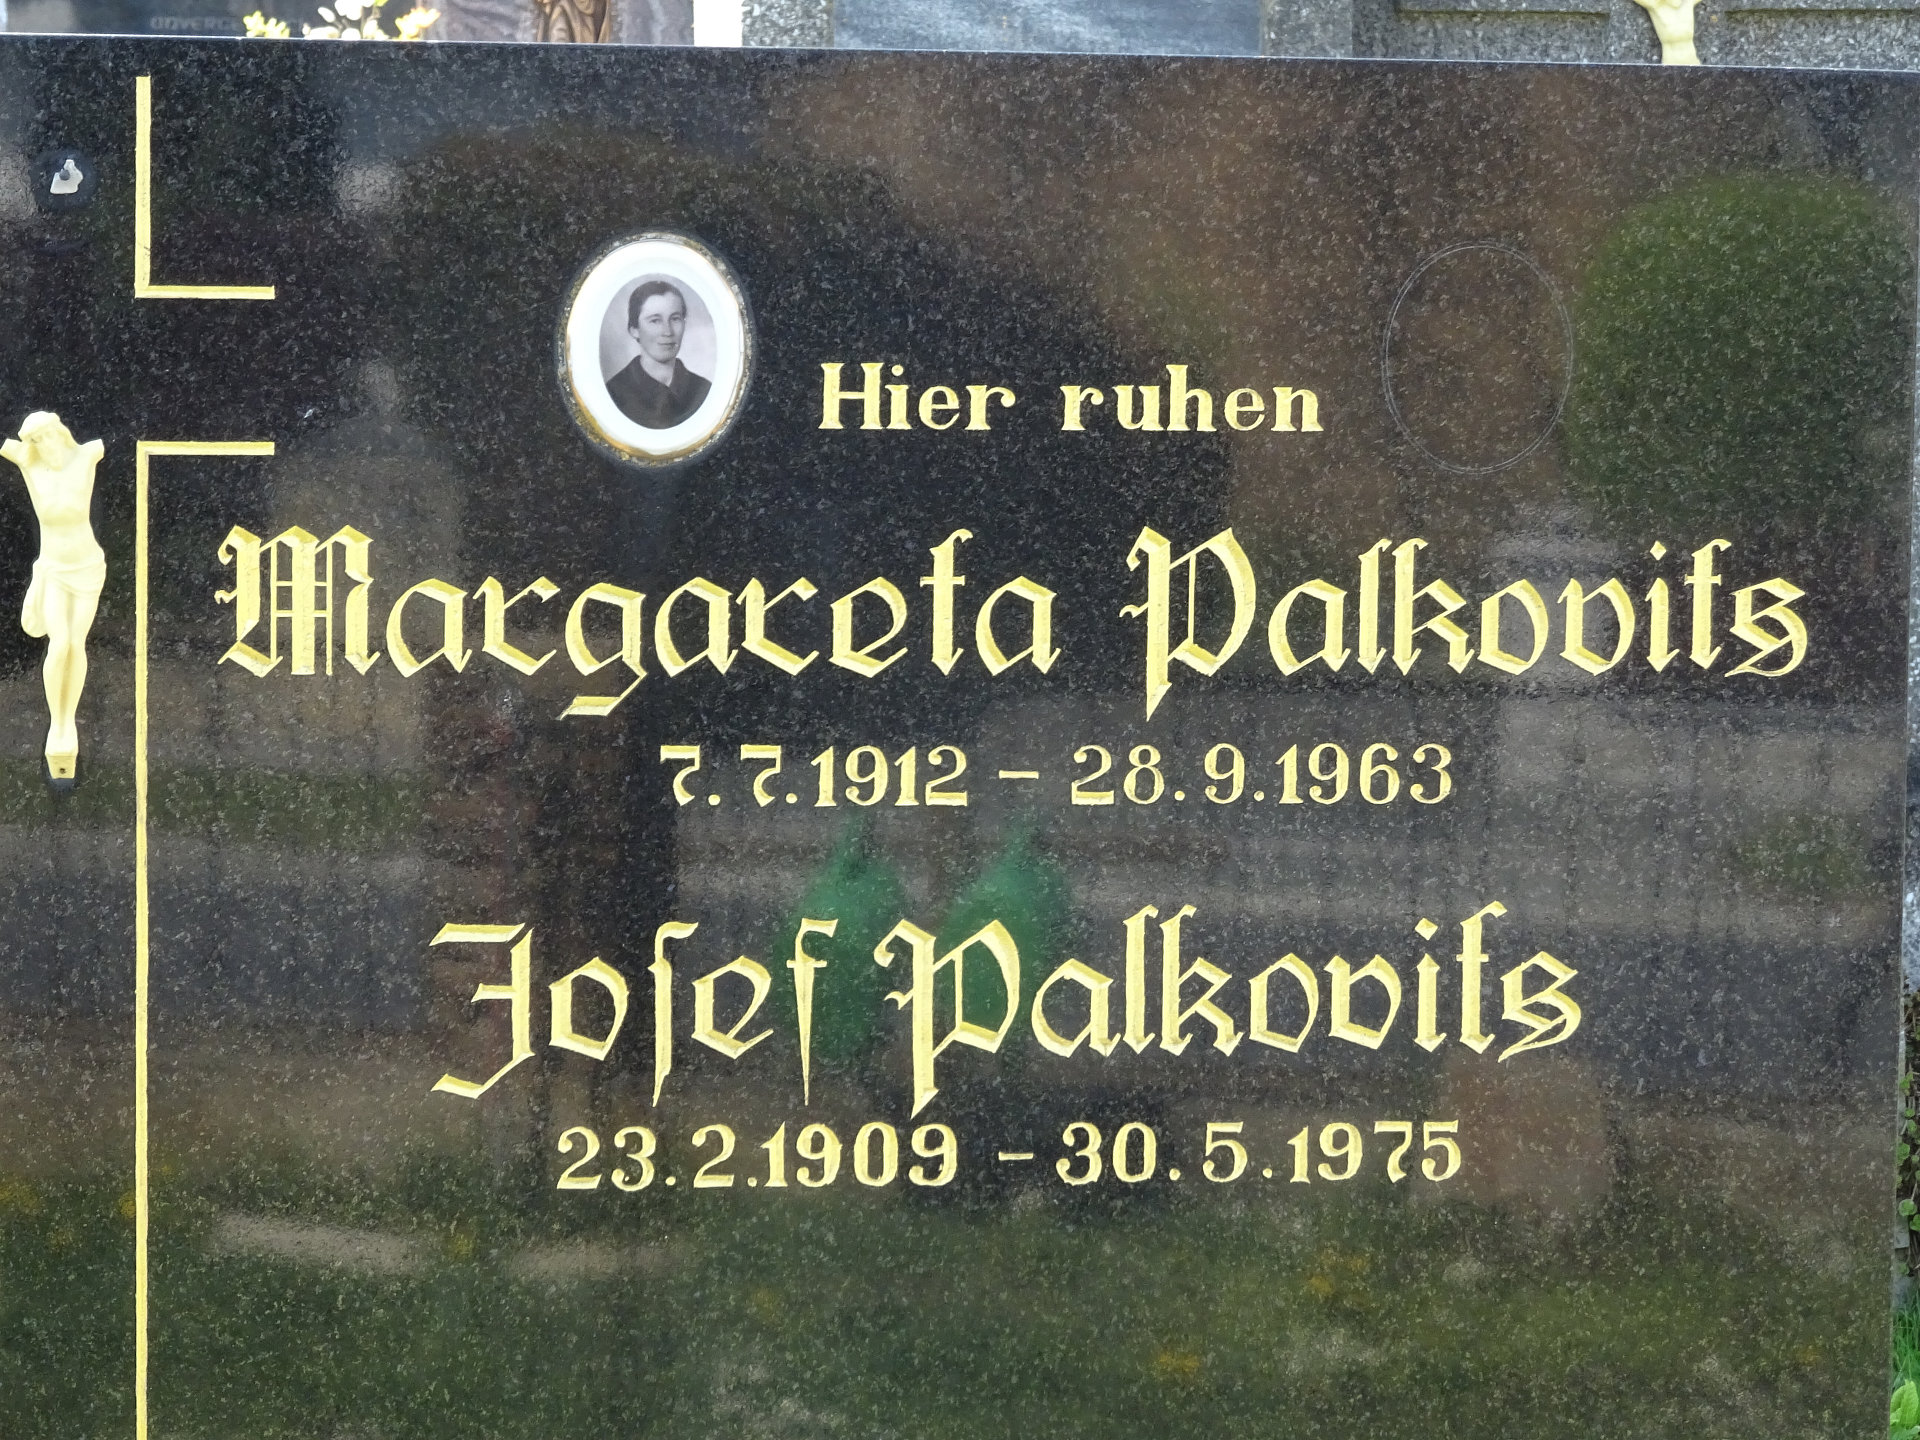 Hier ruhen
Margareta Palkovits
7.7.1912 – 28.9.1963
Josef Palkovits
23.2.1909 – 30.5.1975